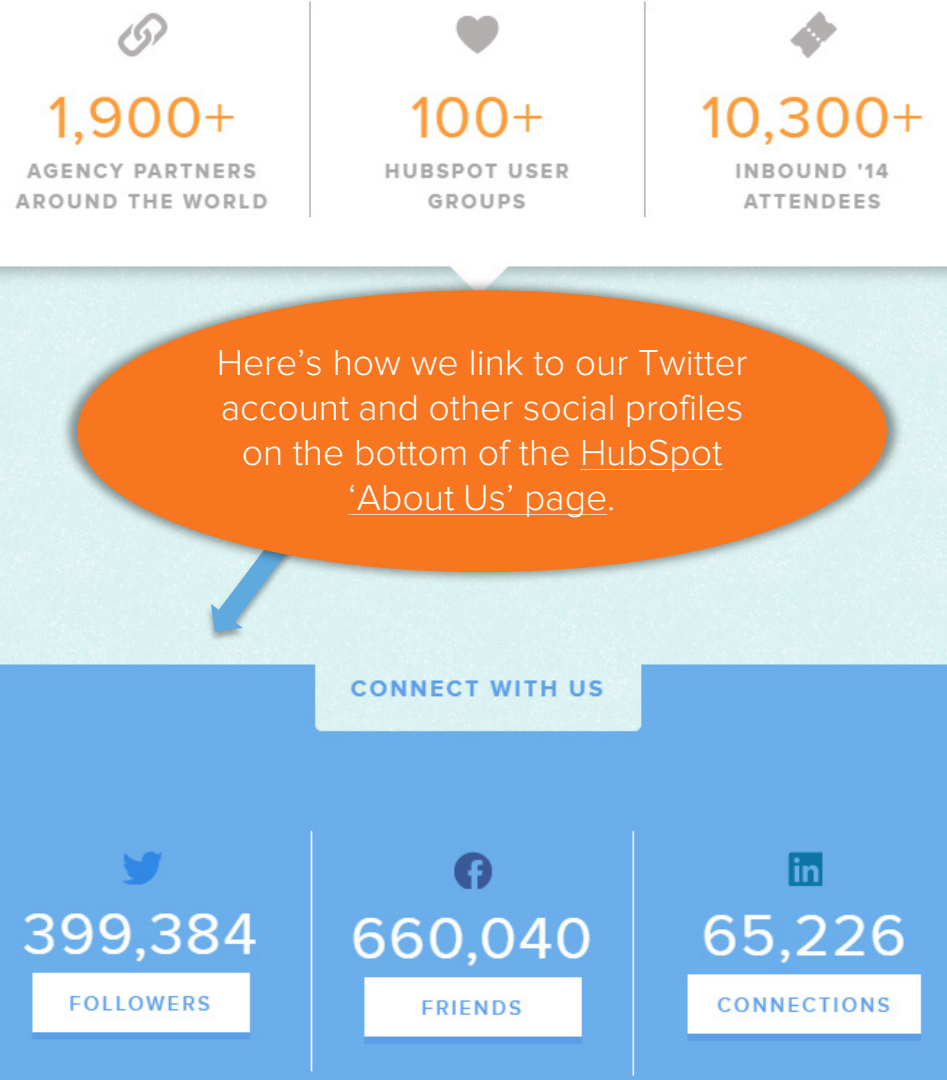 1,900+
AGENCY PARTNERS
AROUND THE WORLD
100+
HUBSPOT USER
GROUPS
10,300+
INBOUND '14
ATTENDEES
Here’s how we link to our Twitter
account and other social profiles
on the bottom of the HubSpot
‘About Us’ page.
CONNECT WITH US
399,384
FOLLOWERS
660,040
FRIENDS
in
65,226
CONNECTIONS